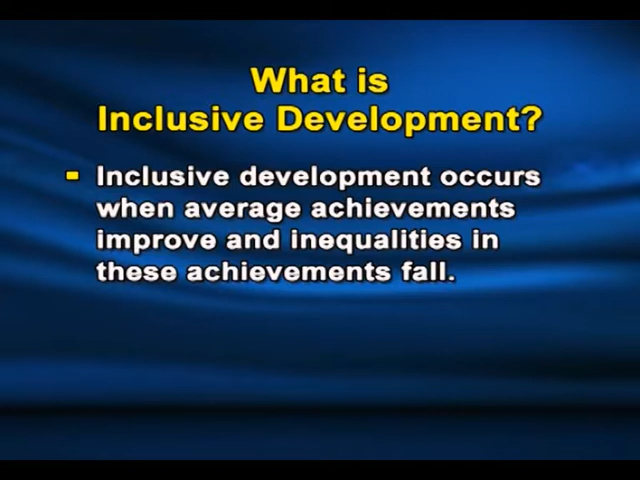 What is
Inclusive Development?
Inclusive development occurs
when average achievements
improve and inequalities in
these achievements fall.